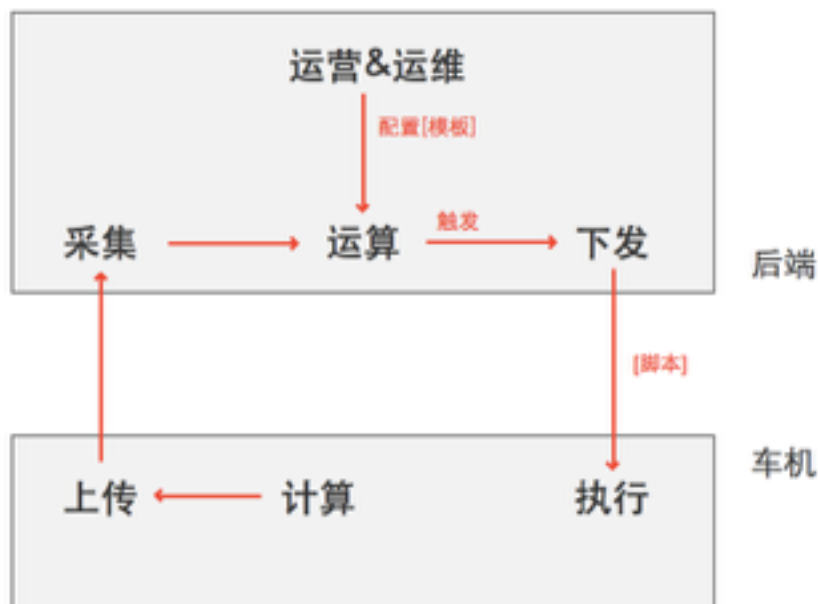 运营&运维
配置[模板]
采集
运算
触发
下发
后端
[脚本]
车机
上传
计算
执行